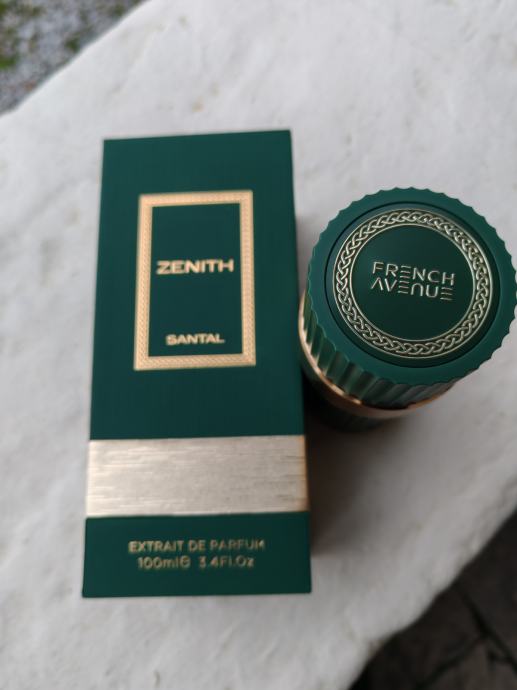 ZENITH
SANTAL
EXTRAIT DE PARFUM
100ml℮ 3.4Fl.Oz
FRENCH
AVENUE